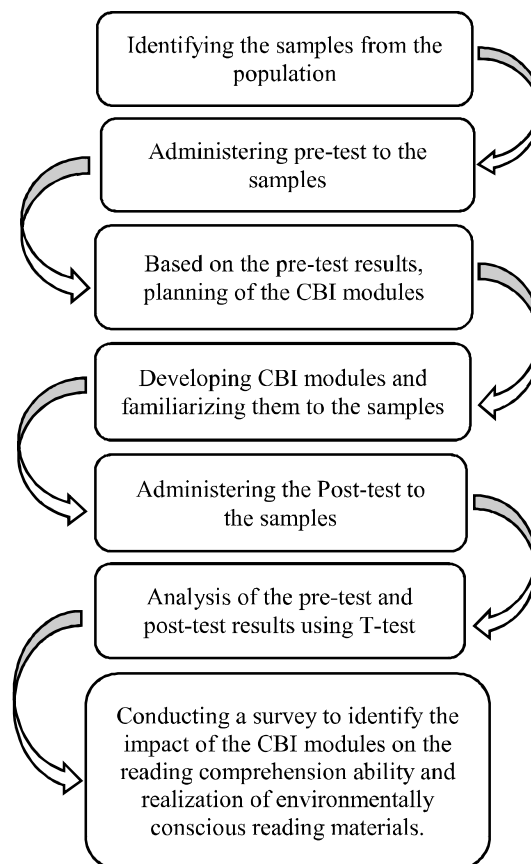 Identifying the samples from the
population
Administering pre-test to the
samples
Based on the pre-test results,
planning of the CBI modules
Developing CBI modules and
familiarizing them to the samples
Administering the Post-test to
the samples
Analysis of the pre-test and
post-test results using T-test
Conducting a survey to identify the
impact of the CBI modules on the
reading comprehension ability and
realization of environmentally
conscious reading materials.